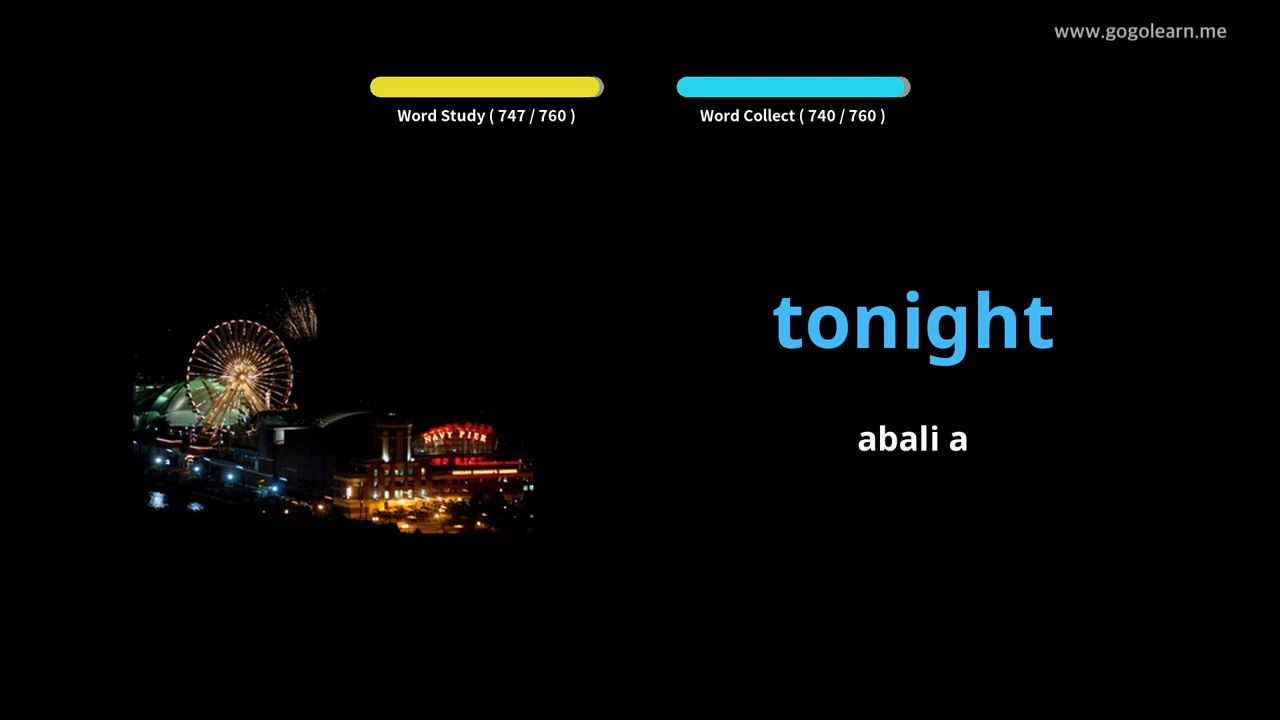 www.gogolearn.me
Word Study ( 747 / 760 )
Word Collect ( 740 / 760 )
tonight
abali a
NAVY PIER